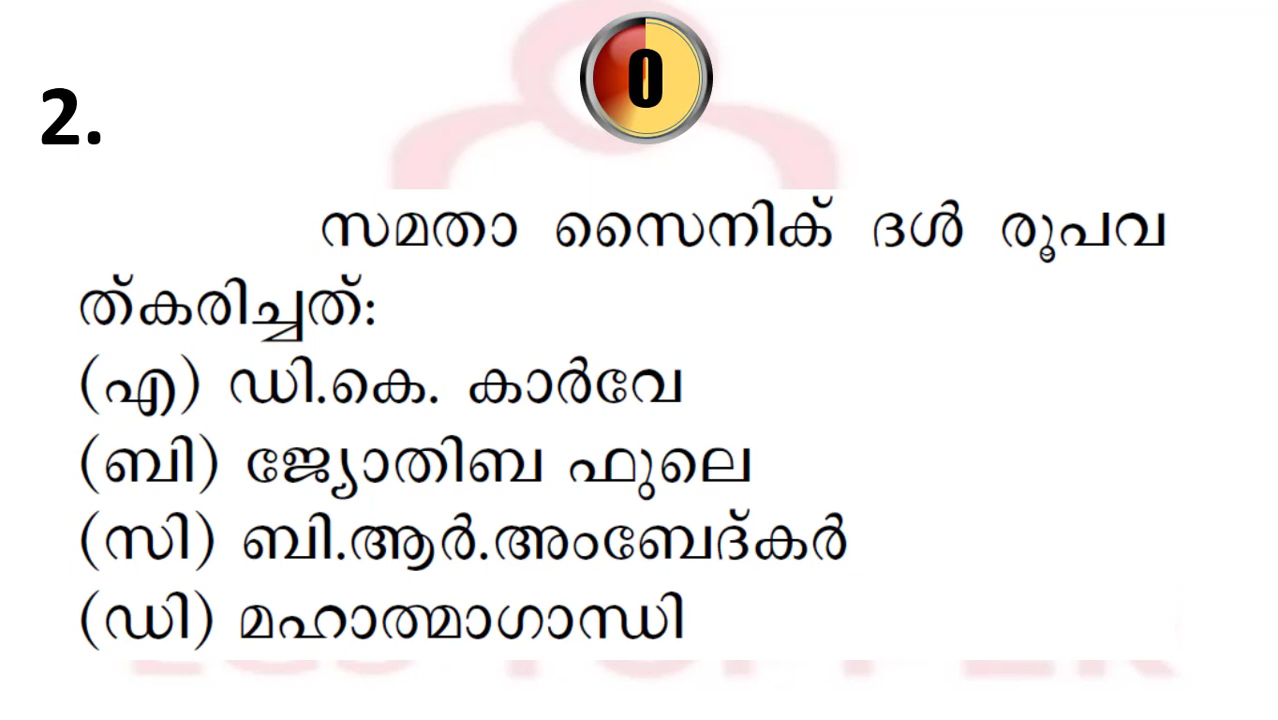 0
2.
സമതാ സൈനിക് ദൾ രൂപവ
ത്കരിച്ചത്:
(എ) ഡി.കെ. കാർവേ
(ബി) ജ്യോതിബ ഫുലെ
(സി) ബി.ആർ.അംബേദ്കർ
(ഡി) മഹാത്മാഗാന്ധി